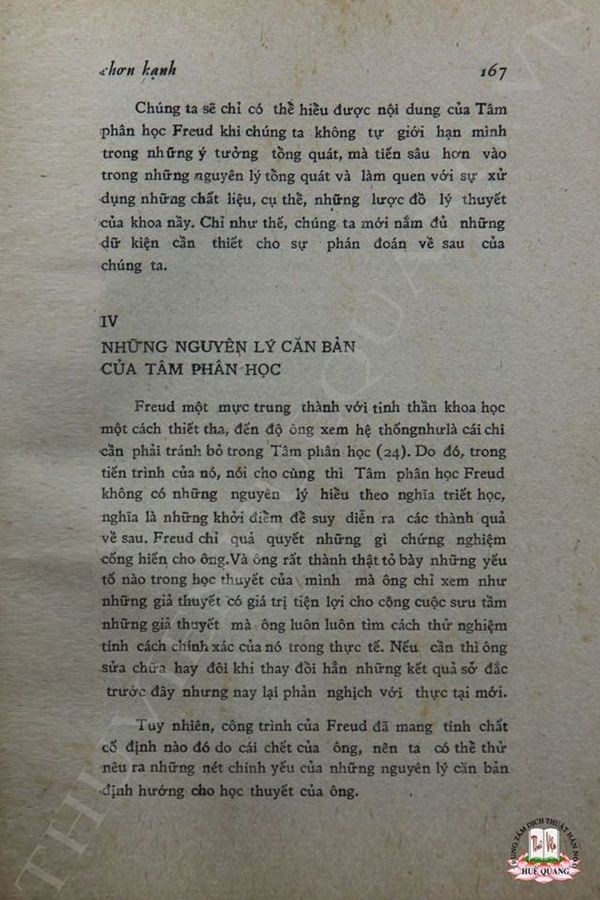 chơn hạnh 167
Chúng ta sẽ chỉ có thể hiểu được nội dung của Tâm
phân học Freud khi chúng ta không tự giới hạn mình
trong những ý tưởng tổng quát, mà tiến sâu hơn vào
trong những nguyên lý tổng quát và làm quen với sự xử
dụng những chất liệu, cụ thể, những lược đồ lý thuyết
của khoa nầy. Chỉ như thế, chúng ta mới nắm đủ những
dữ kiện cần thiết cho sự phán đoán về sau của
chúng ta.
IV
NHỮNG NGUYÊN LÝ CĂN BẢN
CỦA TÂM PHÂN HỌC
Freud một mực trung thành với tinh thần khoa học
một cách thiết tha, đến độ ông xem hệ thốngnhưlà cái chi
cần phải tránh bỏ trong Tâm phân học (24). Do đó, trong
tiến trình của nó, nói cho cùng thì Tâm phân học Freud
không có những nguyên lý hiểu theo nghĩa triết học,
nghĩa là những khởi điểm để suy diễn ra các thành quả
về sau. Freud chỉ quả quyết những gì chứng nghiệm
cống hiến cho ông.Và ông rất thành thật tỏ bày những yếu
tố nào trong học thuyết của mình mà ông chỉ xem như
những giả thuyết có giá trị tiện lợi cho công cuộc sưu tầm
những giả thuyết mà ông luôn luôn tìm cách thử nghiệm
tính cách chính xác của nó trong thực tế. Nếu cần thì ông
sửa chữa hay đôi khi thay đổi hẳn những kết quả sở đắc
trước đây nhưng nay lại phản nghịch với thực tại mới.
Tuy nhiên, công trình của Freud đã mang tính chất
cố định nào đó do cái chết của ông, nên ta có thể thử
nêu ra những nét chính yếu của những nguyên lý căn bản
định hướng cho học thuyết của ông.
TRUNG TÂM DỊCH THUẬT HÁN NÔM
HUỆ QUANG